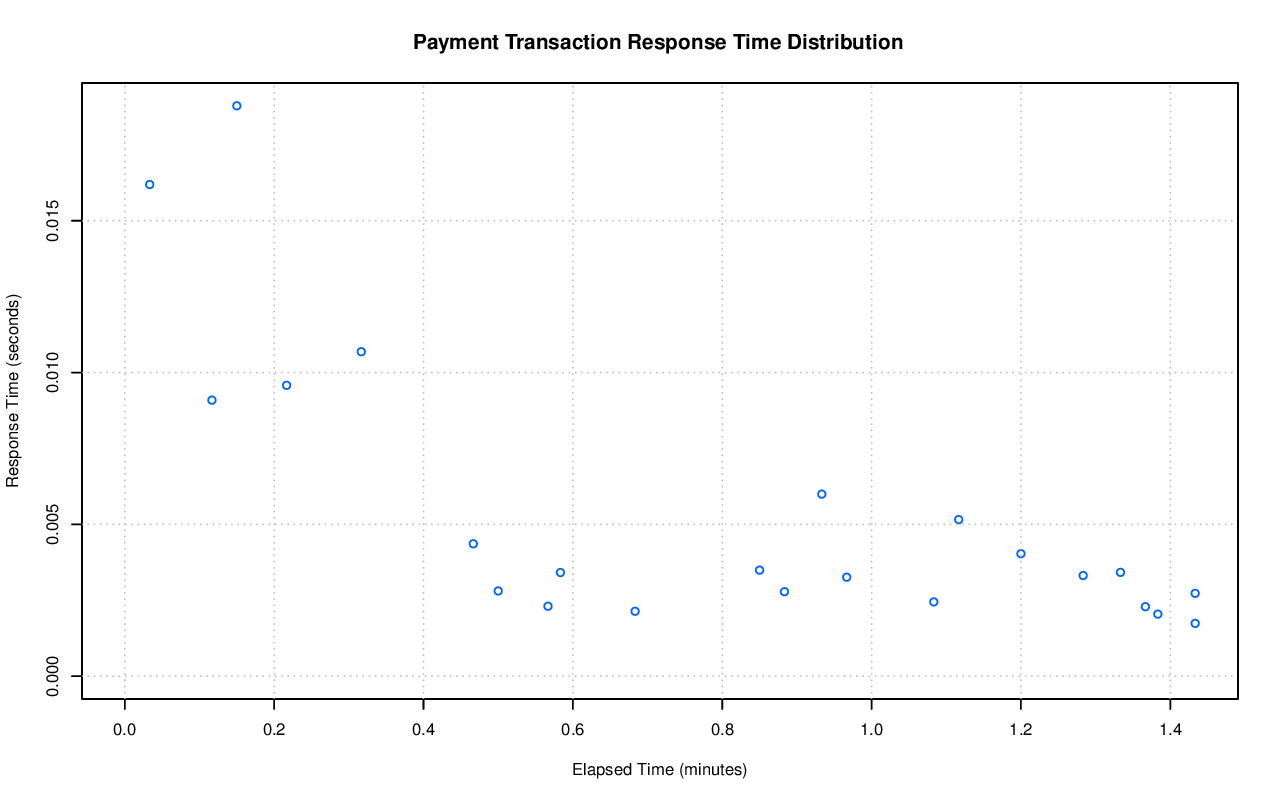 Payment Transaction Response Time Distribution
Response Time (seconds)
0.015
0.010
0.005
0.000
0.0 0.2 0.4 0.6 0.8 1.0 1.2 1.4
Elapsed Time (minutes)